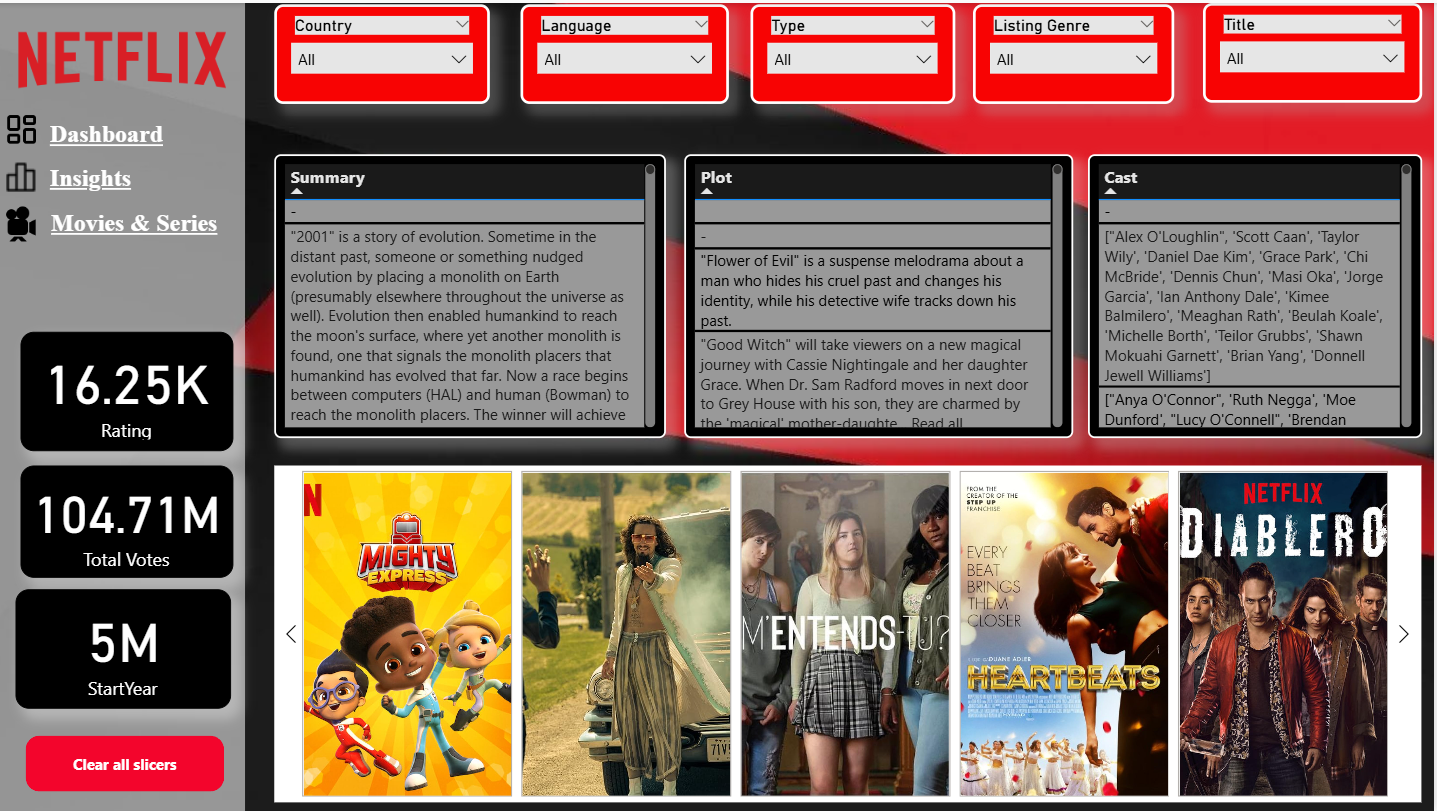 NETFLIX
Dashboard
Insights
Movies & Series
16.25K
Rating
104.71M
Total Votes
5M
StartYear
Clear all slicers
Country
All
Language
All
Type
All
Listing Genre
All
Title
All
Summary
-
"2001" is a story of evolution. Sometime in the
distant past, someone or something nudged
evolution by placing a monolith on Earth
(presumably elsewhere throughout the universe as
well). Evolution then enabled humankind to reach
the moon's surface, where yet another monolith is
found, one that signals the monolith placers that
humankind has evolved that far. Now a race begins
between computers (HAL) and human (Bowman) to
reach the monolith placers. The winner will achieve
Plot
-
"Flower of Evil" is a suspense melodrama about a
man who hides his cruel past and changes his
identity, while his detective wife tracks down his
past.
"Good Witch" will take viewers on a new magical
journey with Cassie Nightingale and her daughter
Grace. When Dr. Sam Radford moves in next door
to Grey House with his son, they are charmed by
the 'magical' mother-daughte... Read all
Cast
-
["Alex O'Loughlin", 'Scott Caan', 'Taylor
Wily', 'Daniel Dae Kim', 'Grace Park', 'Chi
McBride', 'Dennis Chun', 'Masi Oka', 'Jorge
Garcia', 'Ian Anthony Dale', 'Kimee
Balmilero', 'Meaghan Rath', 'Beulah Koale',
'Michelle Borth', 'Teilor Grubbs', 'Shawn
Mokuahi Garnett', 'Brian Yang', 'Donnell
Jewell Williams']
["Anya O'Connor", 'Ruth Negga', 'Moe
Dunford', "Lucy O'Connell", 'Brendan
N
MIGHTY
EXPRESS
71V
M'ENTENDS-TU?
FROM THE
CREATOR OF THE
STEP UP
FRANCHISE
EVERY
BEAT
BRINGS
THEM
CLOSER
DUANE ADLER
HEARTBEATS
NETFLIX
DIABLERO